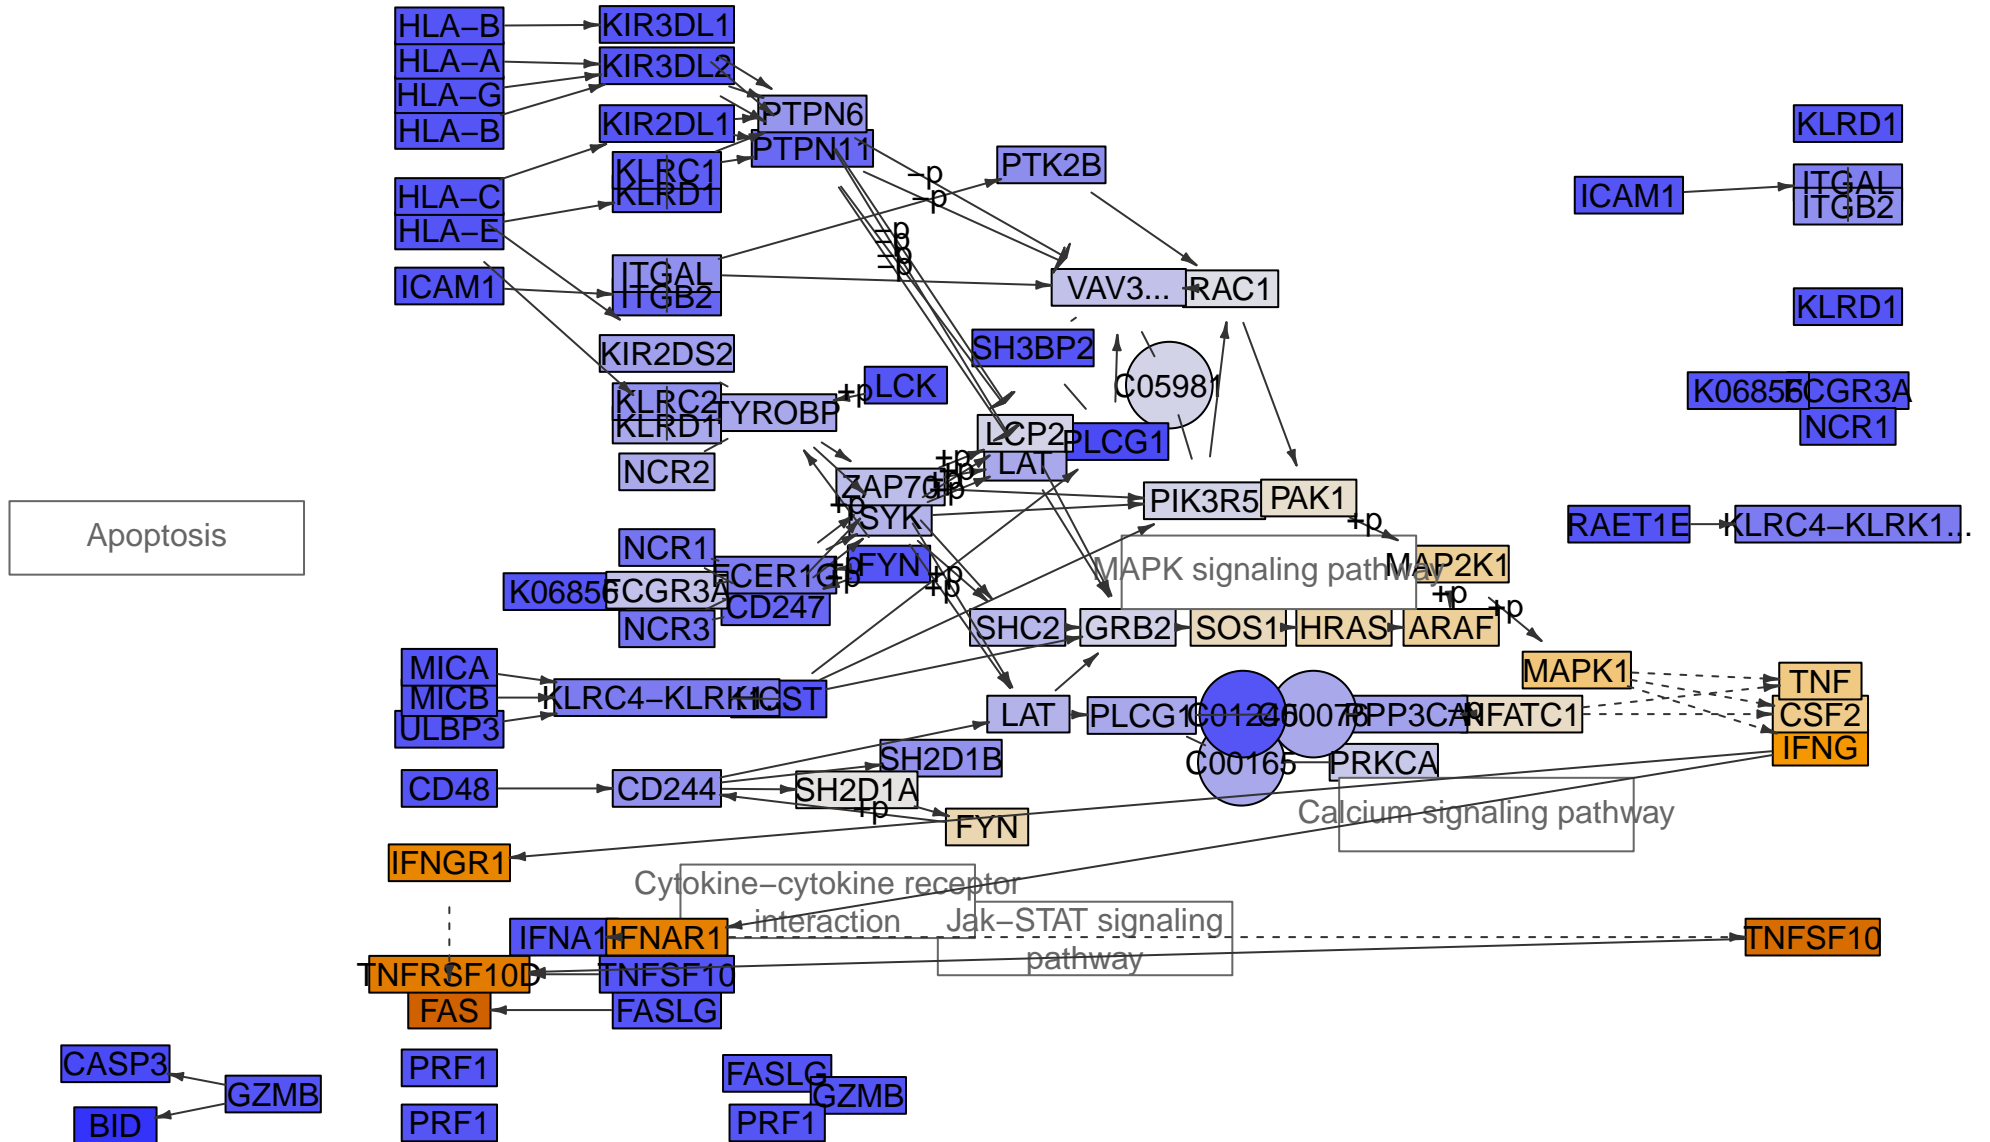 HLA−B
KIR3DL1
HLA−A
KIR3DL2
HLA−G
HLA−B
KIR2DL1
PTPN6
PTPN11
KLRD1
KLRC1
KLRD1
−p
−p
PTK2B
HLA−C
HLA−E
ICAM1
ITGAL
ITGB2
−p
−p
−p
−p
ICAM1
ITGAL
ITGB2
VAV3...
RAC1
KLRD1
SH3BP2
KIR2DS2
C05981
KLRC2
KLRD1
TYROBP
+p
LCK
K06856
FCGR3A
NCR1
LCP2
PLCG1
LAT
NCR2
+p
+p
+p
+p
ZAP70
SYK
+p
PIK3R5
PAK1
+p
RAET1E
KLRC4−KLRK1...
Apoptosis
NCR1
FCER1G
+p
+p
FYN
+p
+p
MAPK signaling pathway
MAP2K1
K06856
FCGR3A
CD247
NCR3
+p
+p
SHC2
GRB2
SOS1
HRAS
ARAF
MICA
MICB
ULBP3
KLRC4−KLRK1...
HCST
MAPK1
TNF
CSF2
IFNG
LAT
PLCG1
C01245
C00076
PPP3CA
−p
NFATC1
C00165
PRKCA
CD48
CD244
SH2D1B
SH2D1A
+p
FYN
Calcium signaling pathway
IFNGR1
Cytokine−cytokine receptor
interaction
Jak−STAT signaling
pathway
IFNA1
IFNAR1
TNFSF10
TNFRSF10D
TNFSF10
FAS
FASLG
CASP3
GZMB
BID
PRF1
PRF1
FASLG
GZMB
PRF1